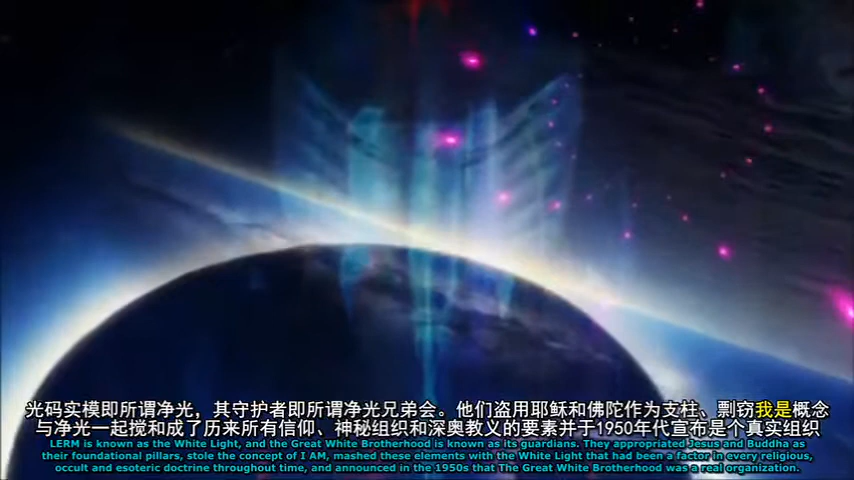 光码实模即所谓净光，其守护者即所谓净光兄弟会。他们盗用耶稣和佛陀作为支柱、剽窃我是概念
与净光一起搅和成了历来所有信仰、神秘组织和深奥教义的要素并于1950年代宣布是个真实组织
LERM is known as the White Light, and the Great White Brotherhood is known as its guardians. They appropriated Jesus and Buddha as
their foundational pillars, stole the concept of I AM, mashed these elements with the White Light that had been a factor in every religious,
occult and esoteric doctrine throughout time, and announced in the 1950s that The Great White Brotherhood was a real organization.